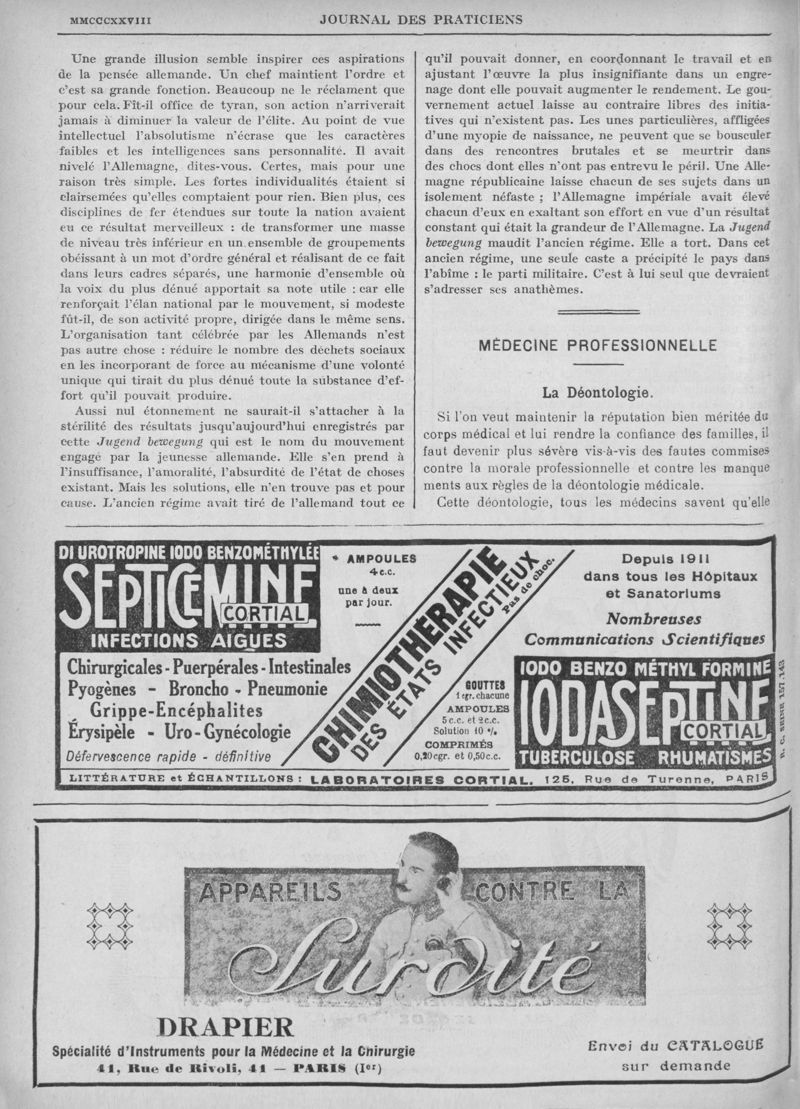 MMCCCXXVIII
JOURNAL DES PRATICIENS
Une grande illusion semble inspirer ces aspirations
de la pensée allemande. Un chef maintient l'ordre et
c'est sa grande fonction. Beaucoup ne le réclament que
pour cela. Fît-il office de tyran, son action n'arriverait
jamais à diminuer la valeur de l'élite. Au point de vue
intellectuel l'absolutisme n'écrase que les caractères
faibles et les intelligences sans personnalité. Il avait
nivelé l'Allemagne, dites-vous. Certes, mais pour une
raison très simple. Les fortes individualités étaient si
clairsemées qu'elles comptaient pour rien. Bien plus, ces
disciplines de fer étendues sur toute la nation avaient
eu ce résultat merveilleux : de transformer une masse
de niveau très inférieur en un ensemble de groupements
obéissant à un mot d'ordre général et réalisant de ce fait
dans leurs cadres séparés, une harmonie d'ensemble où
la voix du plus dénué apportait sa note utile : car elle
renforçait l'élan national par le mouvement, si modeste
fût-il, de son activité propre, dirigée dans le même sens.
L'organisation tant célébrée par les Allemands n'est
pas autre chose : réduire le nombre des déchets sociaux
en les incorporant de force au mécanisme d'une volonté
unique qui tirait du plus dénué toute la substance d'ef-
fort qu'il pouvait produire.
Aussi nul étonnement ne saurait-il s'attacher à la
stérilité des résultats jusqu'aujourd'hui enregistrés par
cette Jugend bewegung qui est le nom du mouvement
engagé par la jeunesse allemande. Elle s'en prend à
l'insuffisance, l'amoralité, l'absurdité de l'état de choses
existant. Mais les solutions, elle n'en trouve pas et pour
cause. L'ancien régime avait tiré de l'allemand tout ce
qu'il pouvait donner, en coordonnant le travail et en
ajustant l'œuvre la plus insignifiante dans un engre-
nage dont elle pouvait augmenter le rendement. Le gou-
vernement actuel laisse au contraire libres des initia-
tives qui n'existent pas. Les unes particulières, affligées
d'une myopie de naissance, ne peuvent que se bousculer
dans des rencontres brutales et se meurtrir dans
des chocs dont elles n'ont pas entrevu le péril. Une Alle-
magne républicaine laisse chacun de ses sujets dans un
isolement néfaste ; l'Allemagne impériale avait élevé
chacun d'eux en exaltant son effort en vue d'un résultat
constant qui était la grandeur de l'Allemagne. La Jugend
bewegung maudit l'ancien régime. Elle a tort. Dans cet
ancien régime, une seule caste a précipité le pays dans
l'abîme : le parti militaire. C'est à lui seul que devraient
s'adresser ses anathèmes.
MÉDECINE PROFESSIONNELLE
La Déontologie.
Si l'on veut maintenir la réputation bien méritée du
corps médical et lui rendre la confiance des familles, il
faut devenir plus sévère vis-à-vis des fautes commises
contre la morale professionnelle et contre les manque
ments aux règles de la déontologie médicale.
Cette déontologie, tous les médecins savent qu'elle
DI UROTROPINE IODO BENZOMÉTHYLÉE
SEPTICEMINE
CORTIAL
INFECTIONS AIGUES
Chirurgicales - Puerpérales - Intestinales
Pyogènes - Broncho - Pneumonie
Grippe-Encéphalites
Érysipèle - Uro-Gynécologie
Défervescence rapide - définitive
AMPOULES
4 c.c.
une à deux
par jour.
CHIMIOTHÉRAPIE
DES ÉTATS INFECTIEUX
Pas de choc.
Depuis 1911
dans tous les Hôpitaux
et Sanatoriums
Nombreuses
Communications Scientifiques
GOUTTES
1 cgr. chacune
AMPOULES
5 c.c. et 2 c.c.
Solution 10 %
COMPRIMÉS
0,20cgr. et 0,50c.c.
IODO BENZO MÉTHYL FORMINE
IODASEPTINE
CORTIAL
TUBERCULOSE RHUMATISMES
R. C. SEINE 157.143
LITTÉRATURE et ÉCHANTILLONS : LABORATOIRES CORTIAL. 125, Rue de Turenne, PARIS
APPAREILS CONTRE LA
Surdité
DRAPIER
Spécialité d'Instruments pour la Médecine et la Chirurgie
41, Rue de Rivoli, 41 — PARIS (Ier)
Envoi du CATALOGUE
sur demande